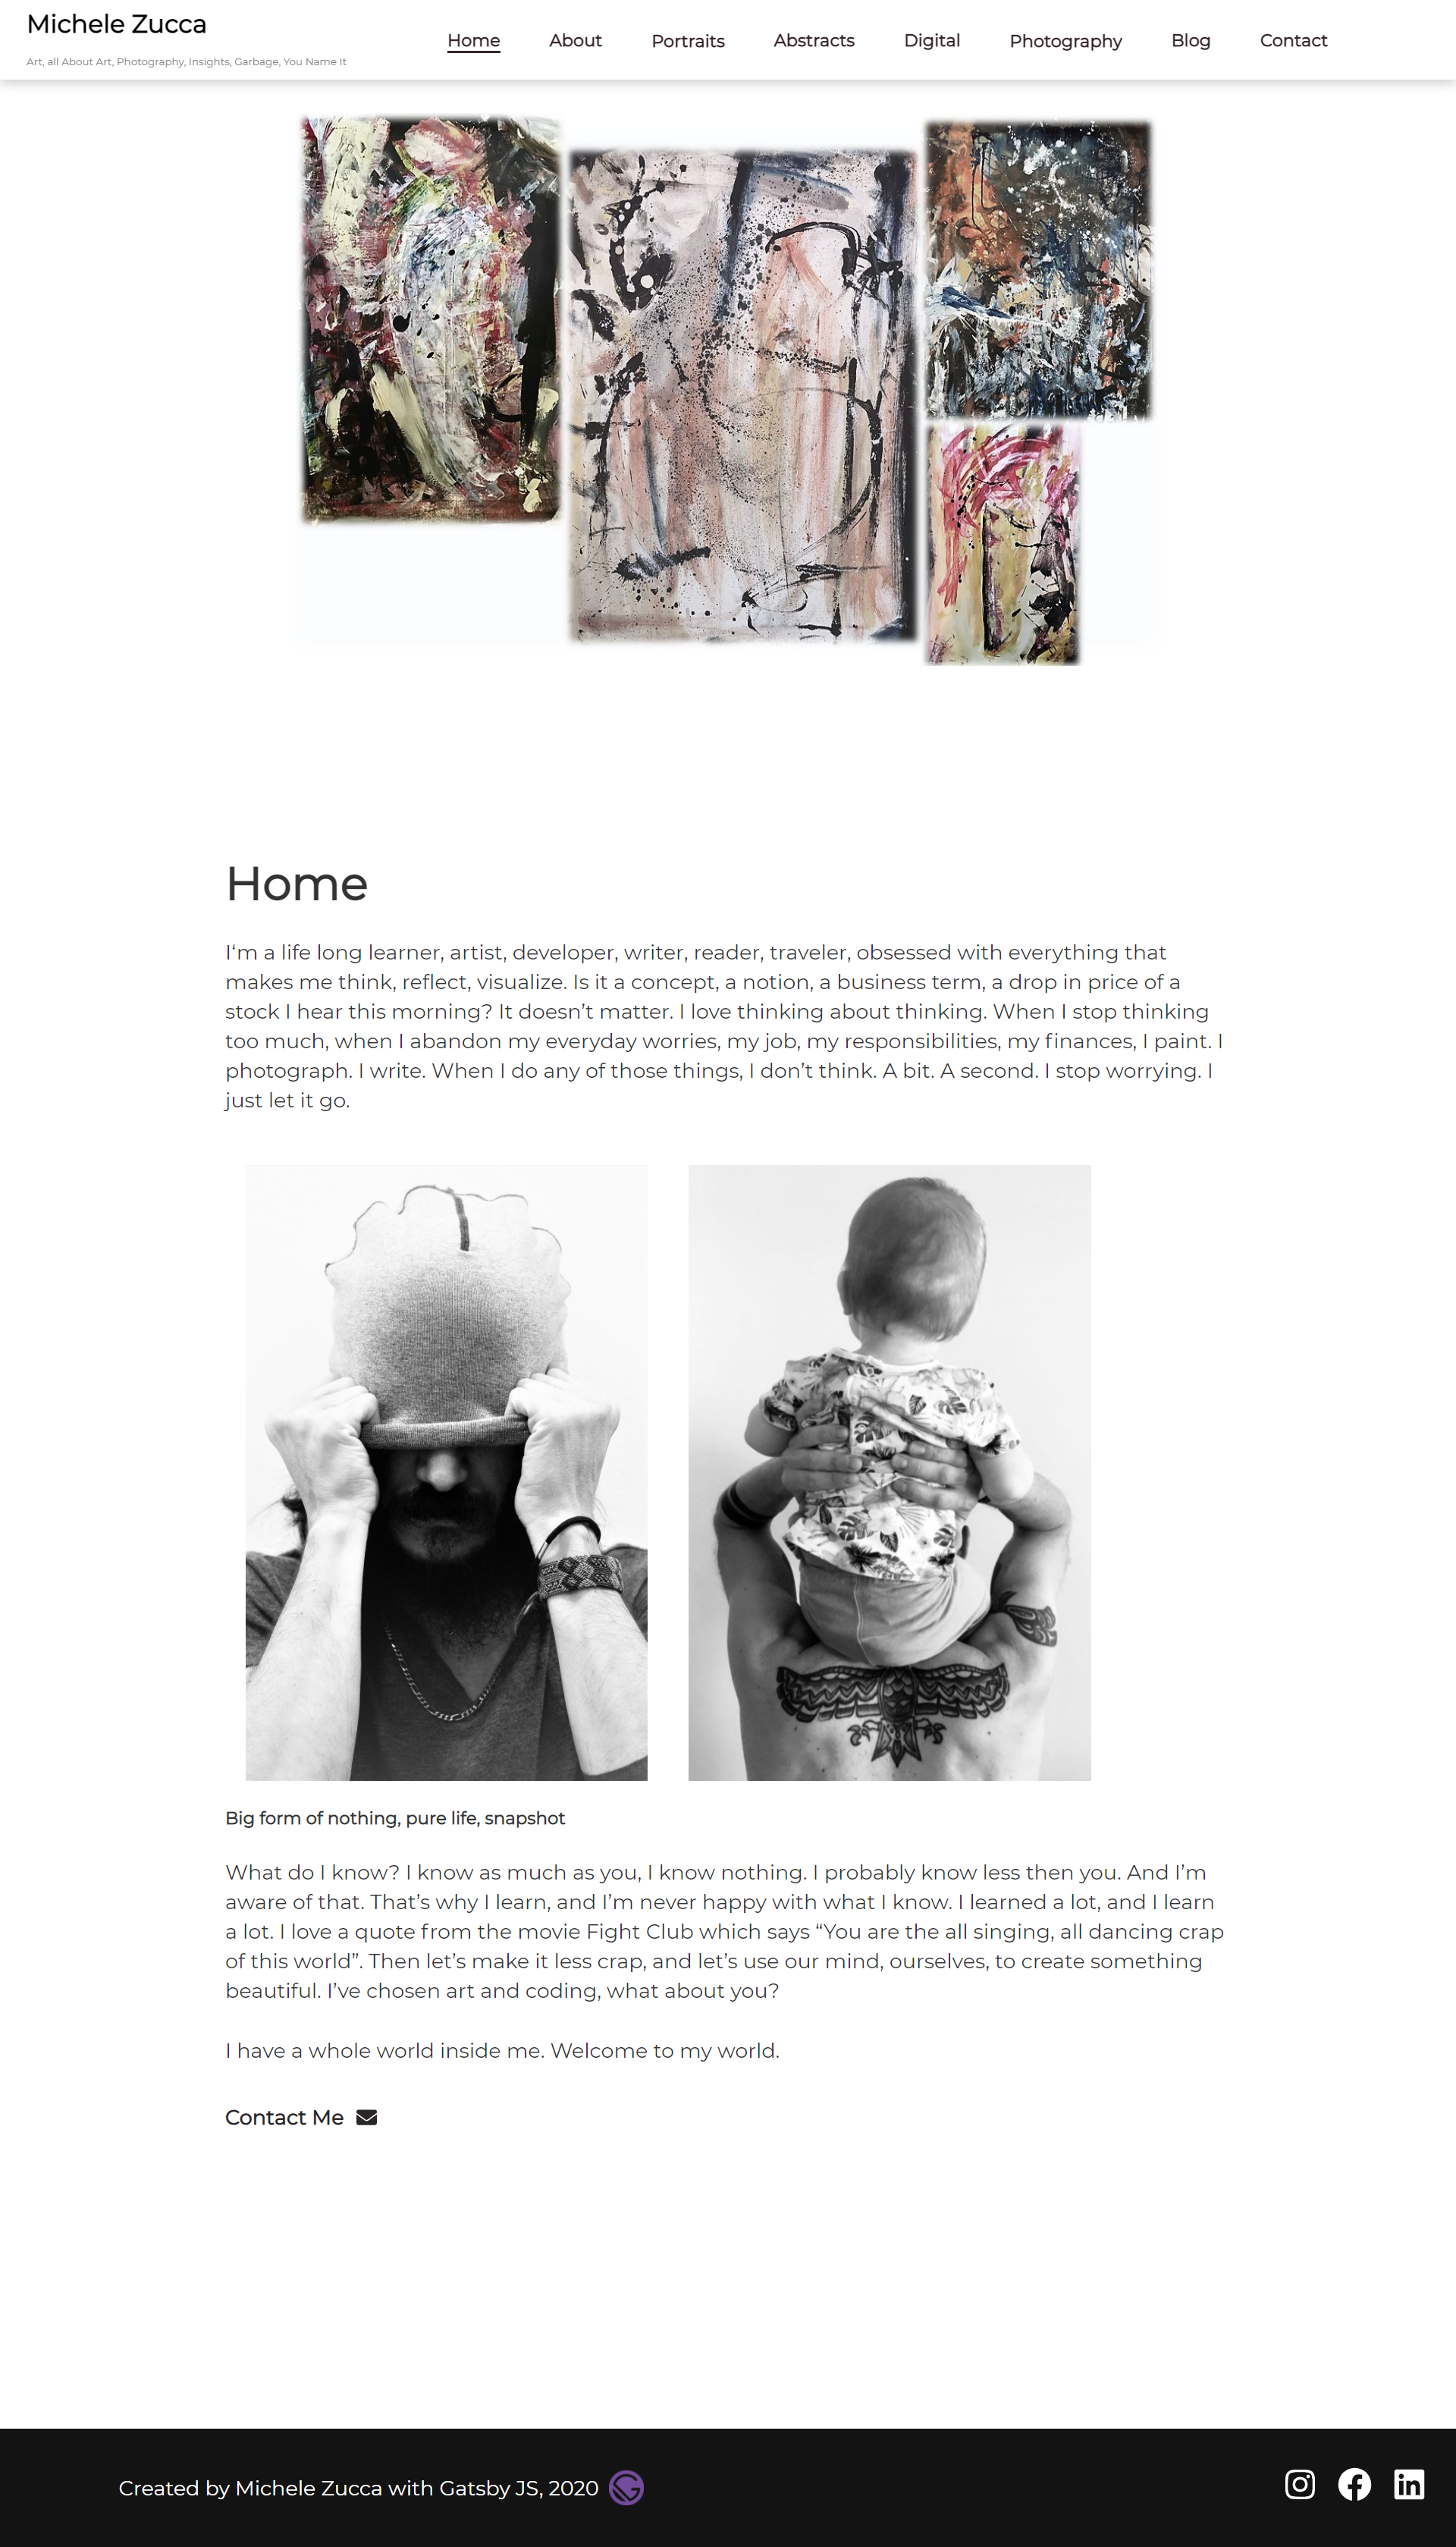 Michele Zucca
Art, all About Art, Photography, Insights, Garbage, You Name It
Home About Portraits Abstracts Digital Photography Blog Contact
Home
I‘m a life long learner, artist, developer, writer, reader, traveler, obsessed with everything that
makes me think, reflect, visualize. Is it a concept, a notion, a business term, a drop in price of a
stock I hear this morning? It doesn’t matter. I love thinking about thinking. When I stop thinking
too much, when I abandon my everyday worries, my job, my responsibilities, my finances, I paint. I
photograph. I write. When I do any of those things, I don’t think. A bit. A second. I stop worrying. I
just let it go.
Big form of nothing, pure life, snapshot
What do I know? I know as much as you, I know nothing. I probably know less then you. And I’m
aware of that. That’s why I learn, and I’m never happy with what I know. I learned a lot, and I learn
a lot. I love a quote from the movie Fight Club which says “You are the all singing, all dancing crap
of this world”. Then let’s make it less crap, and let’s use our mind, ourselves, to create something
beautiful. I’ve chosen art and coding, what about you?
I have a whole world inside me. Welcome to my world.
Contact Me
Created by Michele Zucca with Gatsby JS, 2020